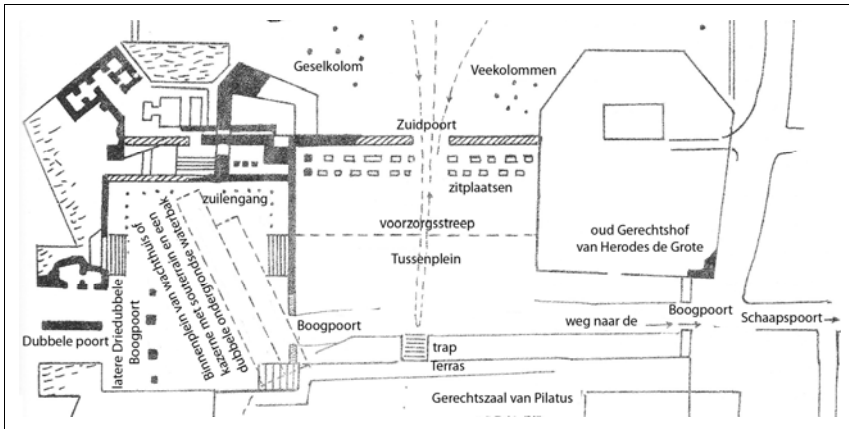 Geselkolom
Veekolommen
Zuidpoort
zitplaatsen
zuilengang
voorzorgsstreep
Tussenplein
oud Gerechtshof
van Herodes de Grote
Binnenplein van wachthuis of
kazerne met souterrain en een
dubbele ondergrondse waterbak
latere Driedubbele
Boogpoort
Dubbele poort
Boogpoort
weg naar de
Boogpoort
Schaapspoort
trap
Terras
Gerechtszaal van Pilatus